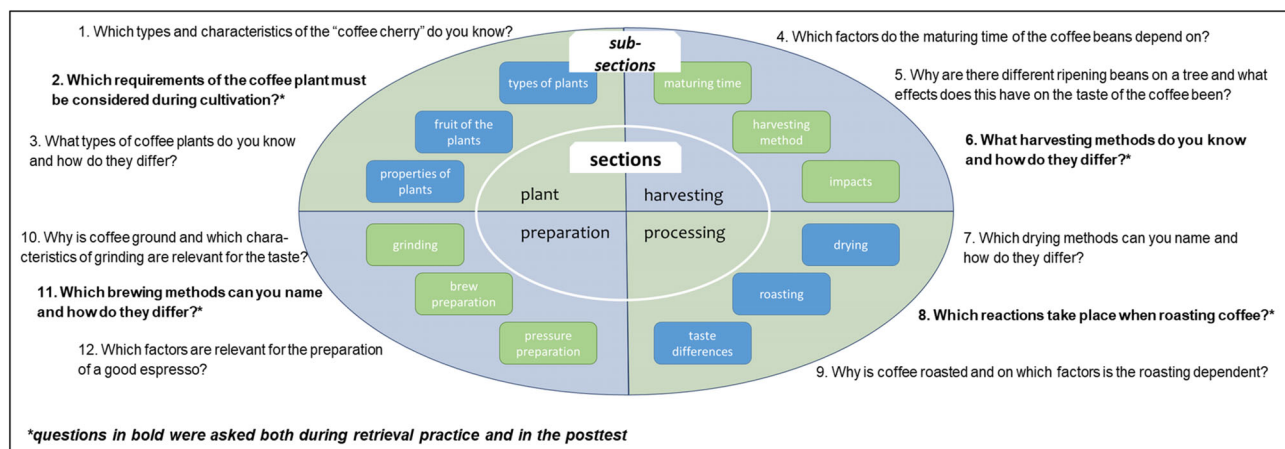 1. Which types and characteristics of the “coffee cherry” do you know?
2. Which requirements of the coffee plant must
be considered during cultivation?*
3. What types of coffee plants do you know
and how do they differ?
sub-
sections
types of plants
fruit of the
plants
properties of
plants
maturing time
harvesting
method
impacts
4. Which factors do the maturing time of the coffee beans depend on?
5. Why are there different ripening beans on a tree and what
effects does this have on the taste of the coffee been?
6. What harvesting methods do you know
and how do they differ?*
sections
plant
harvesting
preparation
processing
10. Why is coffee ground and which chara-
cteristics of grinding are relevant for the taste?
11. Which brewing methods can you name
and how do they differ?*
12. Which factors are relevant for the preparation
of a good espresso?
grinding
brew
preparation
pressure
preparation
drying
roasting
taste
differences
7. Which drying methods can you name and
how do they differ?
8. Which reactions take place when roasting coffee?*
9. Why is coffee roasted and on which factors is the roasting dependent?
*questions in bold were asked both during retrieval practice and in the posttest